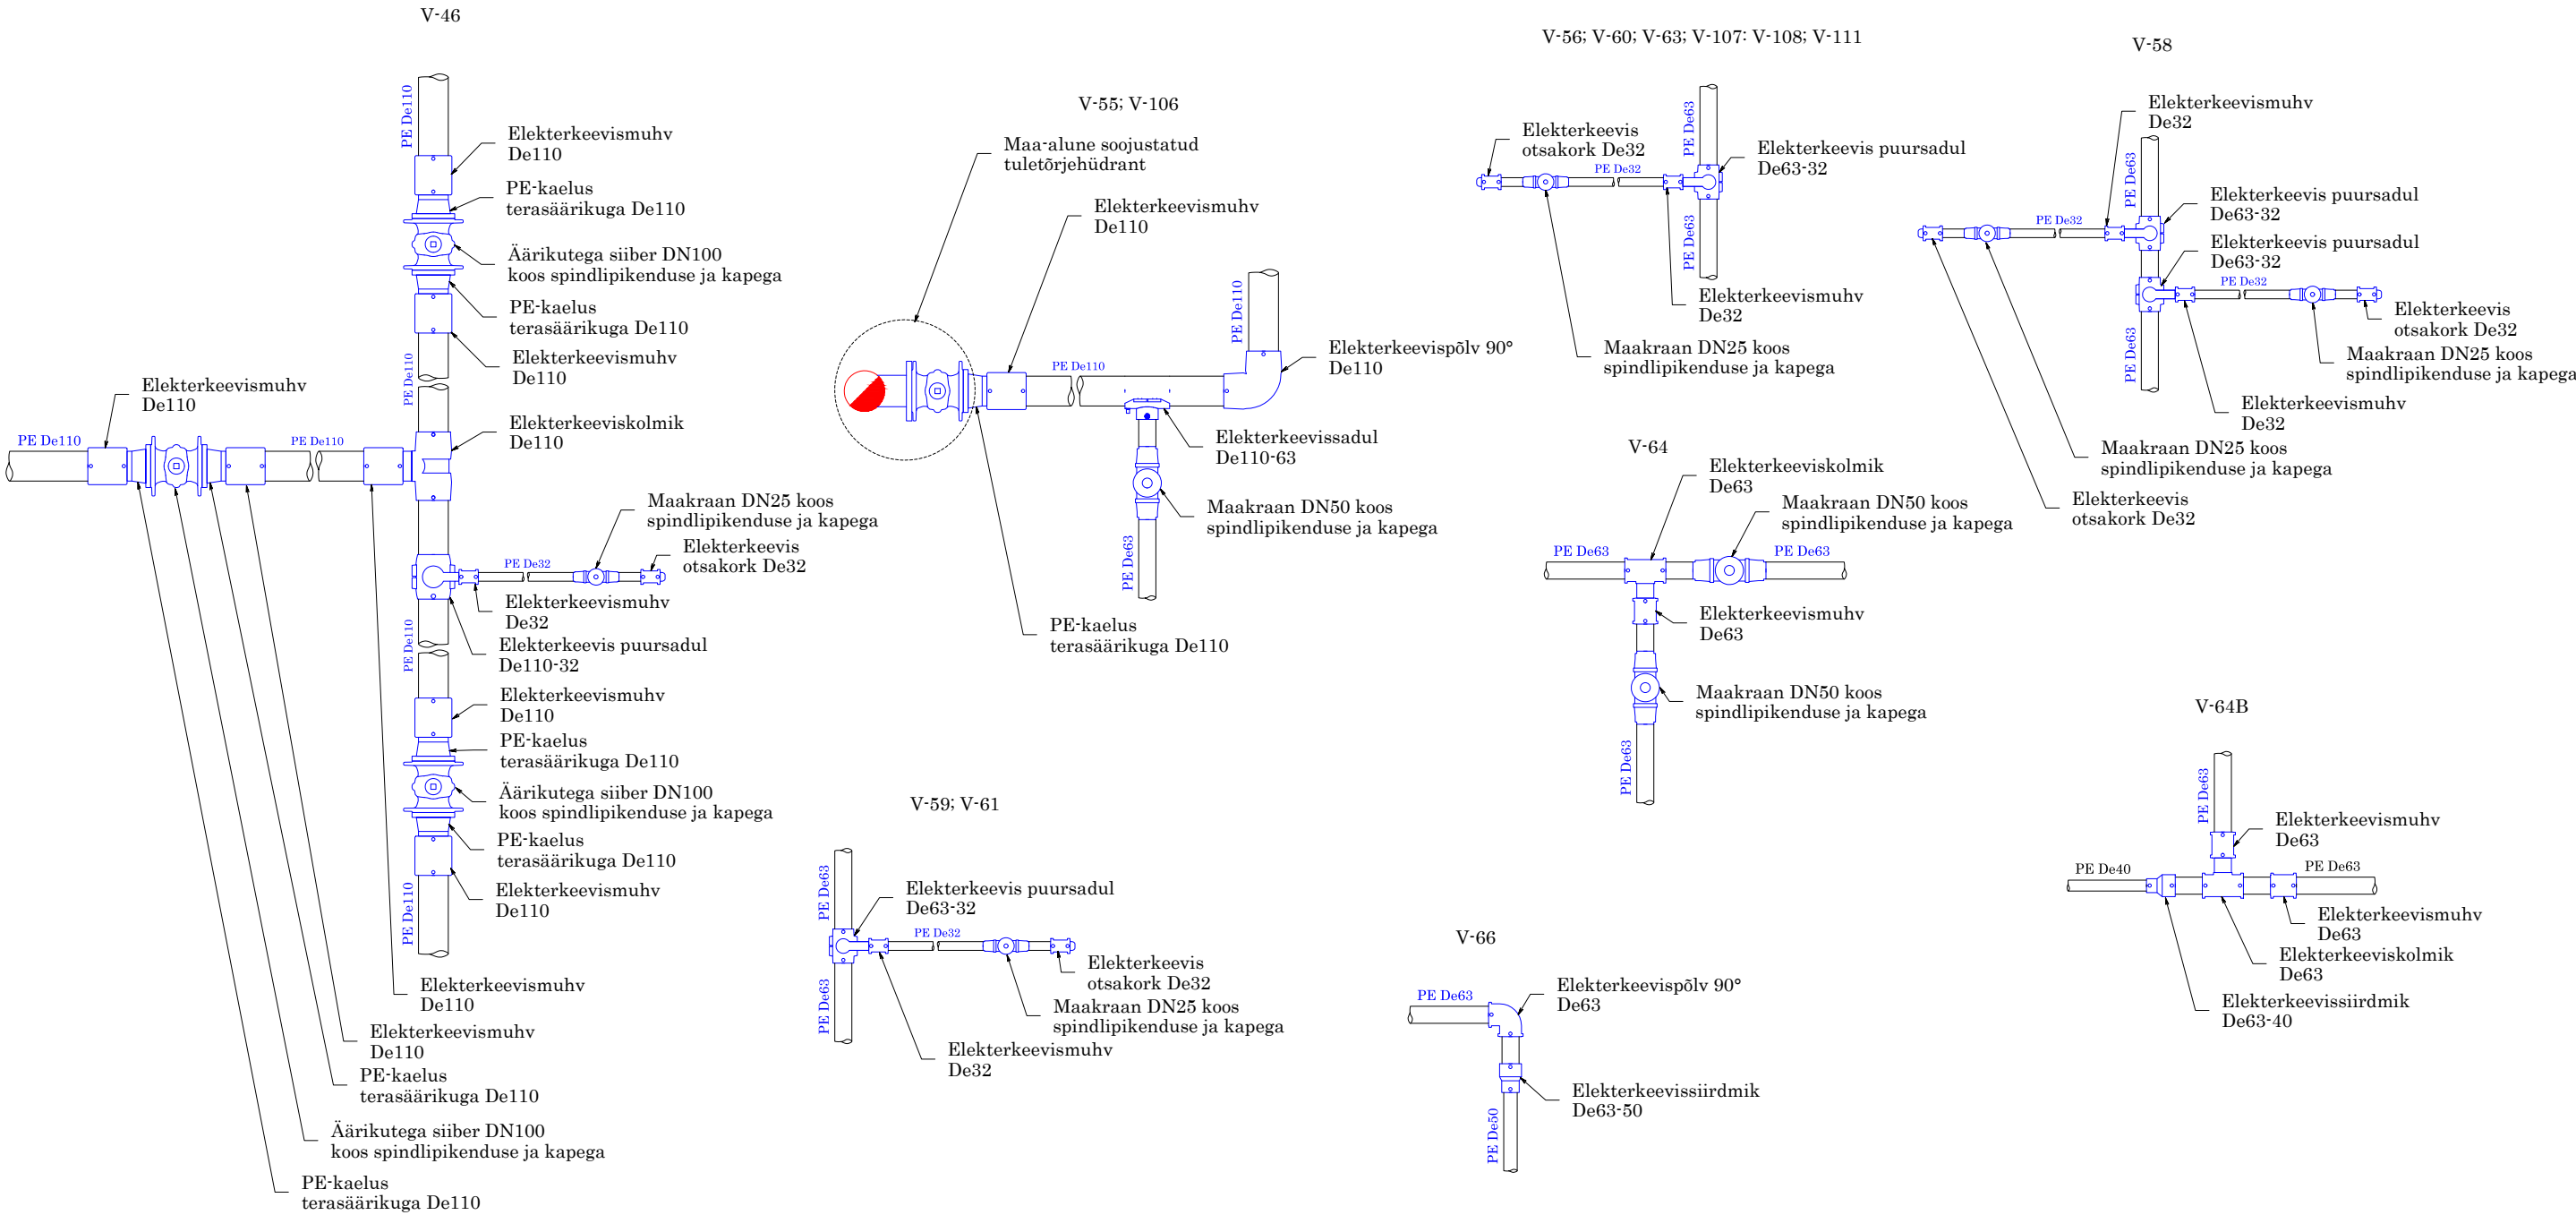 V-46
PE De110
Elekterkeevismuhv
De110
PE-kaelus
terasäärikuga De110
Äärikutega siiber DN100
koos spindlipikenduse ja kapega
PE-kaelus
terasäärikuga De110
Elekterkeevismuhv
De110
PE De110
Elekterkeevismuhv
De110
PE De110
PE De110
Elekterkeeviskolmik
De110
Maakraan DN25 koos
spindlipikenduse ja kapega
Elekterkeevis
otsakork De32
PE De32
Elekterkeevismuhv
De32
PE De110
Elekterkeevis puursadul
De110-32
Elekterkeevismuhv
De110
PE-kaelus
terasäärikuga De110
Äärikutega siiber DN100
koos spindlipikenduse ja kapega
PE-kaelus
terasäärikuga De110
Elekterkeevismuhv
De110
PE De110
Elekterkeevismuhv
De110
Elekterkeevismuhv
De110
PE-kaelus
terasäärikuga De110
Äärikutega siiber DN100
koos spindlipikenduse ja kapega
PE-kaelus
terasäärikuga De110
V-55; V-106
Maa-alune soojustatud
tuletõrjehüdrant
Elekterkeevismuhv
De110
PE De110
PE De110
Elekterkeevispõlv 90°
De110
Elekterkeevissadul
De110-63
Maakraan DN50 koos
spindlipikenduse ja kapega
PE De63
PE-kaelus
terasäärikuga De110
V-59; V-61
PE De63
Elekterkeevis puursadul
De63-32
PE De32
Elekterkeevis
otsakork De32
PE De63
Maakraan DN25 koos
spindlipikenduse ja kapega
Elekterkeevismuhv
De32
V-56; V-60; V-63; V-107: V-108; V-111
Elekterkeevis
otsakork De32
PE De63
PE De32
Elekterkeevis puursadul
De63-32
PE De63
Elekterkeevismuhv
De32
Maakraan DN25 koos
spindlipikenduse ja kapega
V-58
Elekterkeevismuhv
De32
PE De63
PE De32
Elekterkeevis puursadul
De63-32
Elekterkeevis puursadul
De63-32
PE De32
Elekterkeevis
otsakork De32
PE De63
Maakraan DN25 koos
spindlipikenduse ja kapega
Elekterkeevismuhv
De32
Maakraan DN25 koos
spindlipikenduse ja kapega
Elekterkeevis
otsakork De32
V-64
Elekterkeeviskolmik
De63
Maakraan DN50 koos
spindlipikenduse ja kapega
PE De63
PE De63
Elekterkeevismuhv
De63
Maakraan DN50 koos
spindlipikenduse ja kapega
PE De63
V-64B
PE De63
Elekterkeevismuhv
De63
PE De40
PE De63
Elekterkeevismuhv
De63
Elekterkeeviskolmik
De63
Elekterkeevissiirdmik
De63-40
V-66
PE De63
Elekterkeevispõlv 90°
De63
Elekterkeevissiirdmik
De63-50
PE De50